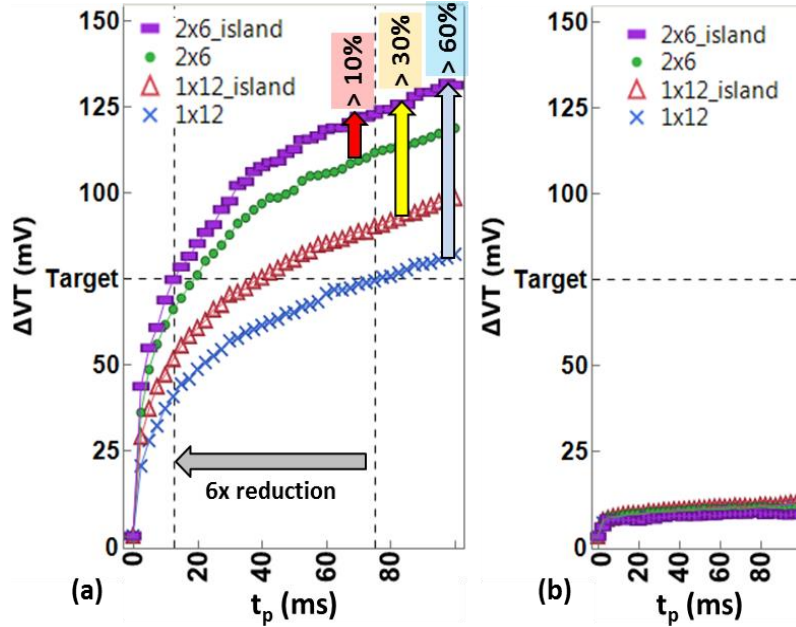 150
2x6_island
2x6
1x12_island
1x12
> 10%
> 30%
> 60%
125
100
Target
50
25
0
ΔVT (mV)
6x reduction
0
20
40
60
80
(a)
tp (ms)
150
2x6_island
2x6
1x12_island
1x12
125
100
Target
50
25
0
ΔVT (mV)
0
20
40
60
80
(b)
tp (ms)